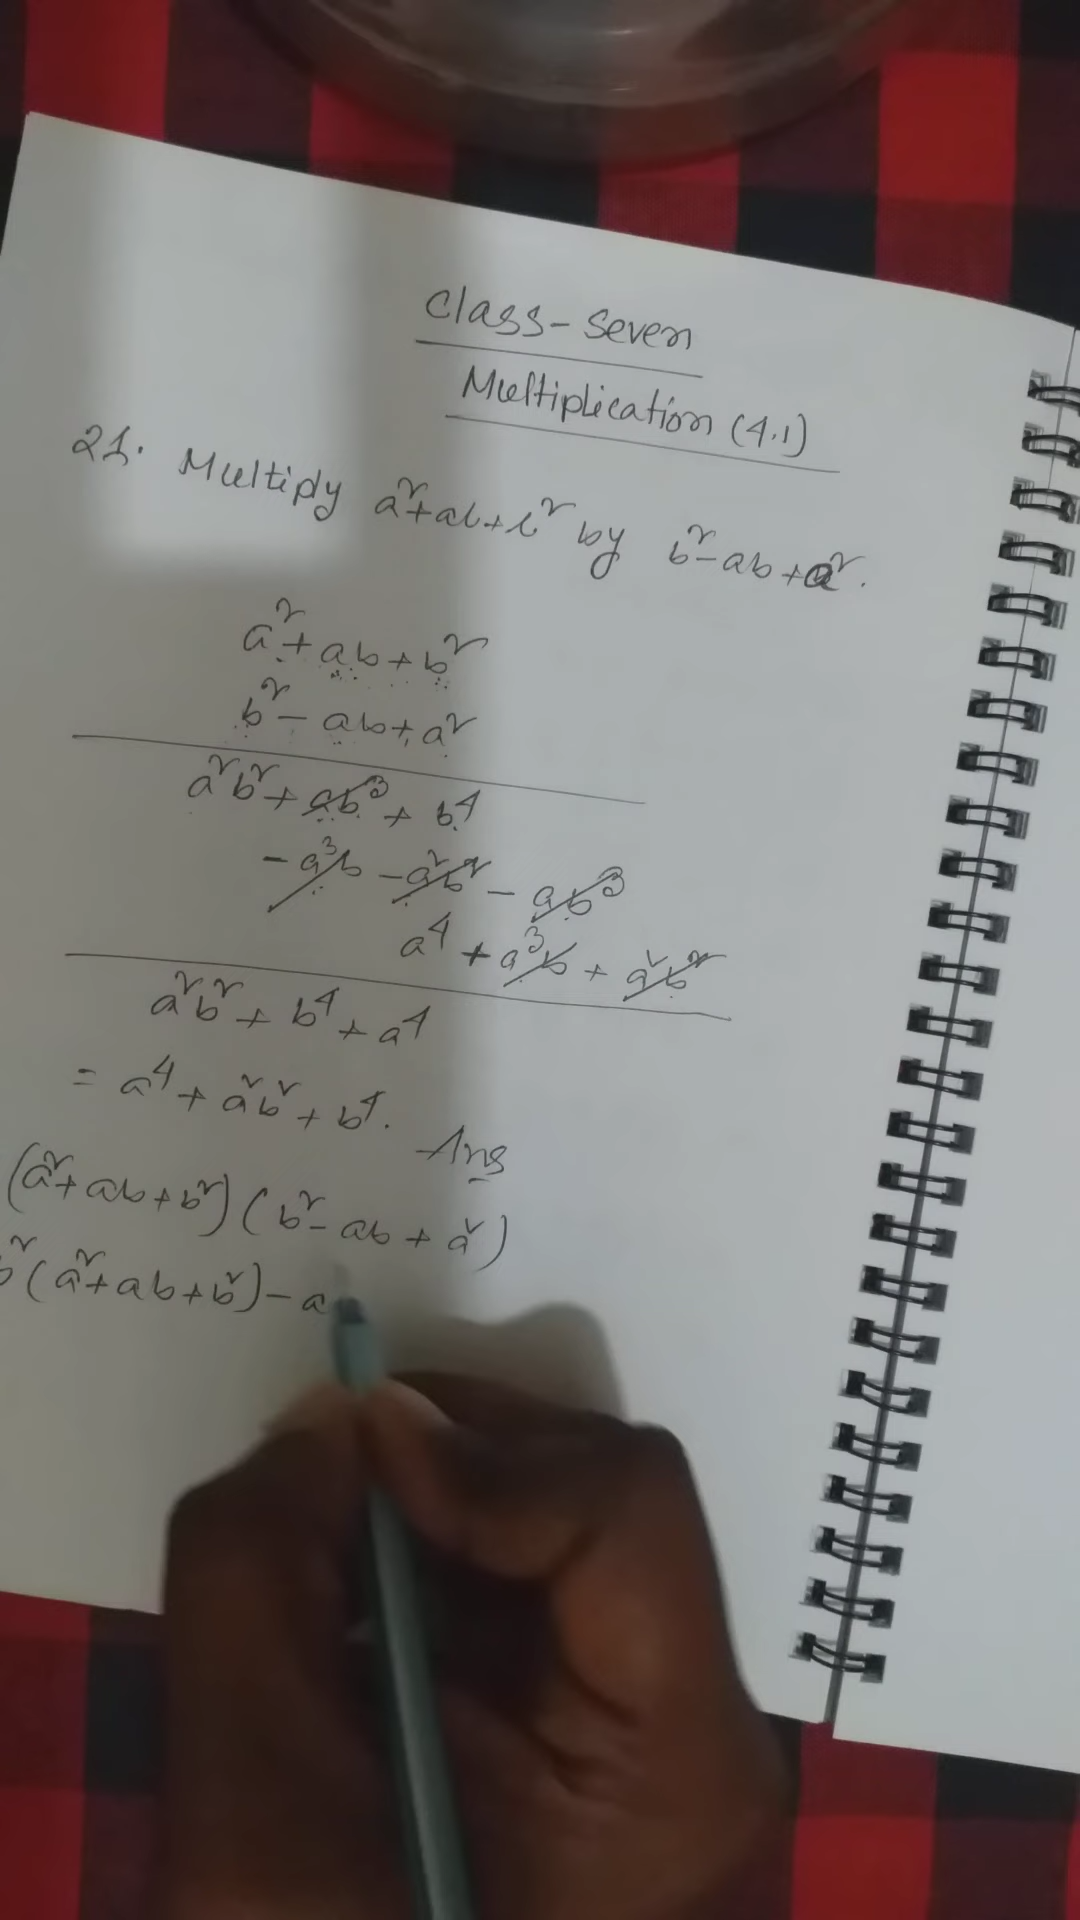 Class-Seven
Multiplication (4.1)
21. Multiply a²+ab+b² by b²-ab+a².
a²+ab+b²
b²-ab+a²
a²b²+ab³+b⁴
-a³b-a²b²-ab³
a⁴+a³b+a²b²
a²b²+b⁴+a⁴
= a⁴+a²b²+b⁴. Ans
(a²+ab+b²)(b²-ab+a²)
b²(a²+ab+b²)-a